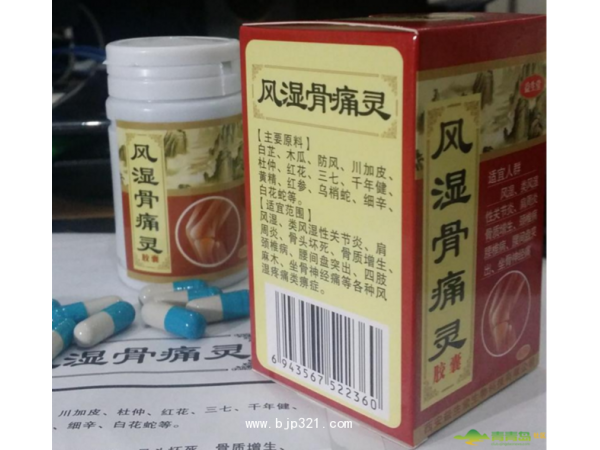 风湿骨痛灵
【主要原料】
白芷、木瓜、防风、川加皮、
杜仲、红花、三七、千年健、
黄精、红参、乌梢蛇、细辛、
白花蛇等。
【适宜范围】
风湿、类风湿性关节炎、肩
周炎、骨头坏死、骨质增生、
颈椎病、腰间盘突出、四肢
麻木、坐骨神经痛等各种风
湿疼痛类癀症。
6 943567 522360
风湿骨痛灵
胶囊
适宜人群
风湿骨痛灵
胶囊
湿骨痛灵
川加皮、杜仲、红花、三七、千年健、
细辛、白花蛇等。
骨质增生、
www.bjp321.com